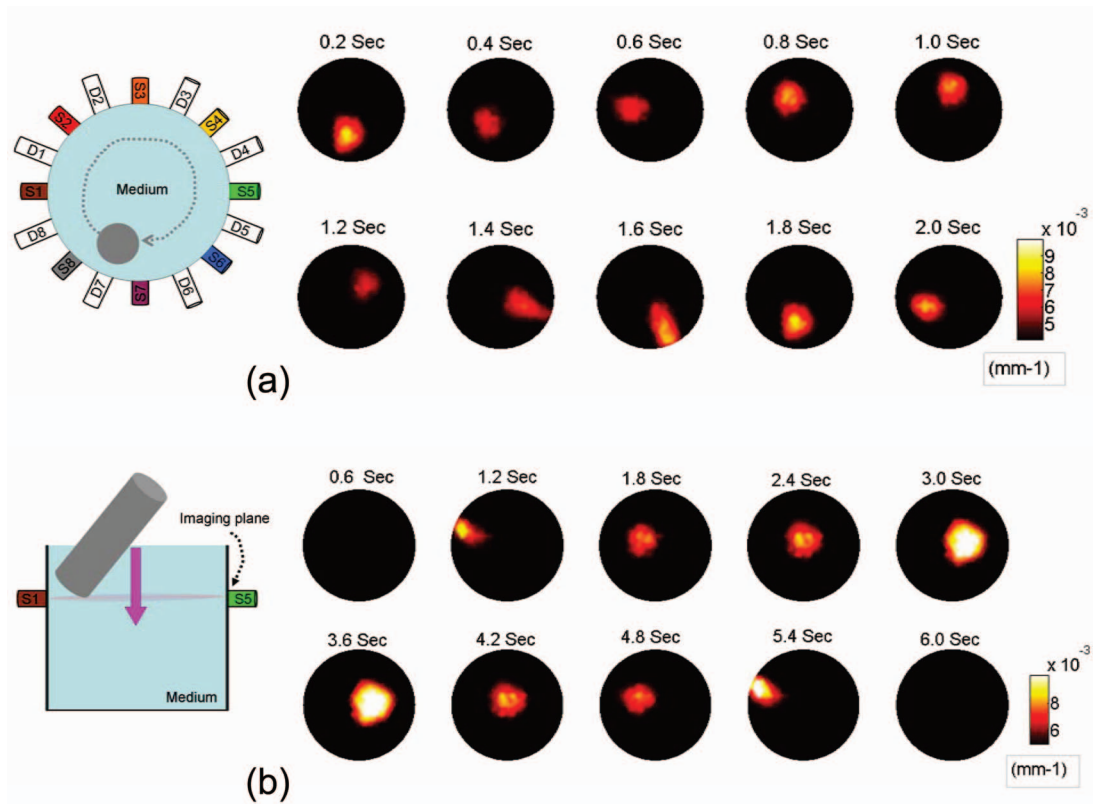 0.2 Sec 0.4 Sec 0.6 Sec 0.8 Sec 1.0 Sec
D2 S3 D3
S2 S4
D1 D4
S1 Medium S5
D8 D5
S8 S6
D7 S7 D6
1.2 Sec 1.4 Sec 1.6 Sec 1.8 Sec 2.0 Sec
x 10 -3
9
8
7
6
5
(mm-1)
(a)
0.6 Sec 1.2 Sec 1.8 Sec 2.4 Sec 3.0 Sec
Imaging plane
S1 S5
Medium
3.6 Sec 4.2 Sec 4.8 Sec 5.4 Sec 6.0 Sec
x 10 -3
8
6
(mm-1)
(b)